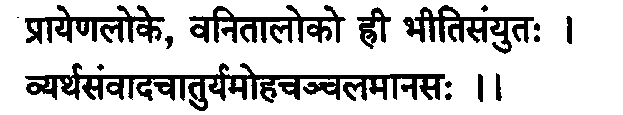 प्रायेणलोके, वनितालोको ह्री भीतिसंयुतः ।
व्यर्थसंवादचातुर्यमोहचञ्चलमानसः ।।